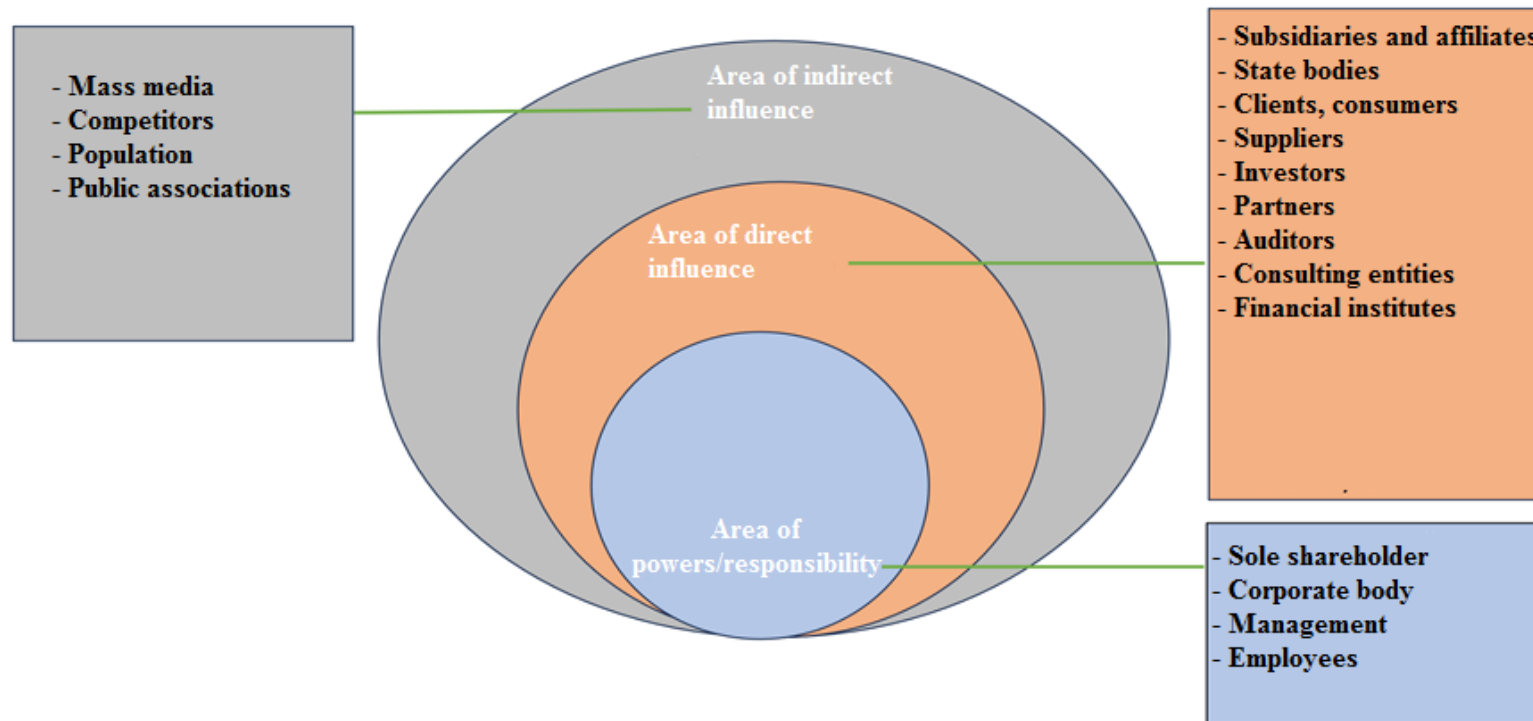 - Mass media
- Competitors
- Population
- Public associations
Area of indirect
influence
Area of direct
influence
Area of
powers/responsibility
- Subsidiaries and affiliates
- State bodies
- Clients, consumers
- Suppliers
- Investors
- Partners
- Auditors
- Consulting entities
- Financial institutes
.
- Sole shareholder
- Corporate body
- Management
- Employees